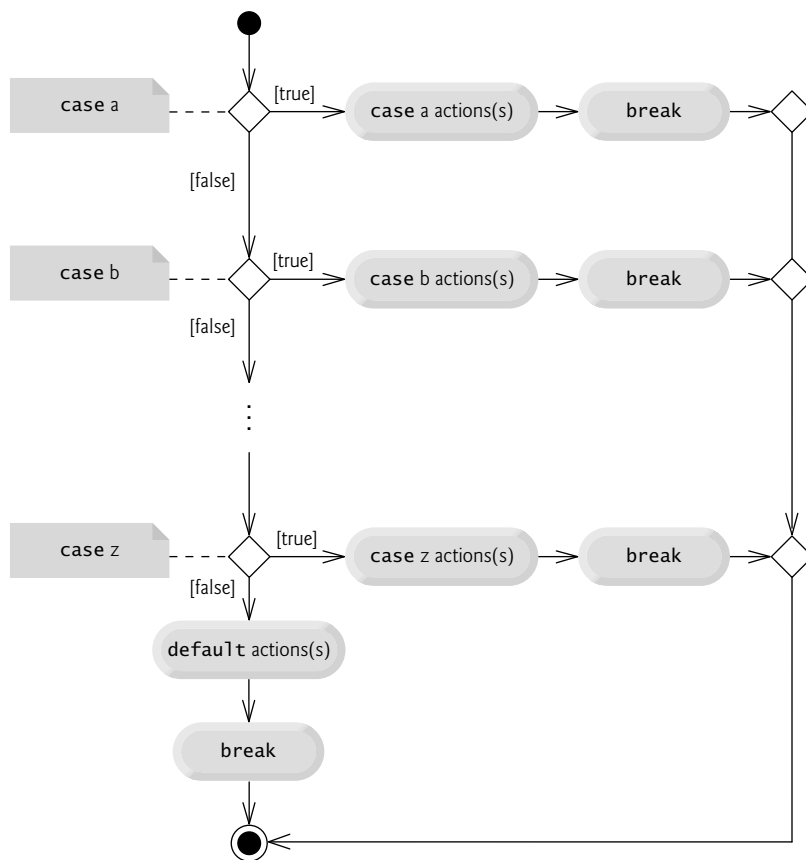 case a
[true]
case a actions(s)
break
[false]
case b
[true]
case b actions(s)
break
[false]
case z
[true]
case z actions(s)
break
[false]
default actions(s)
break